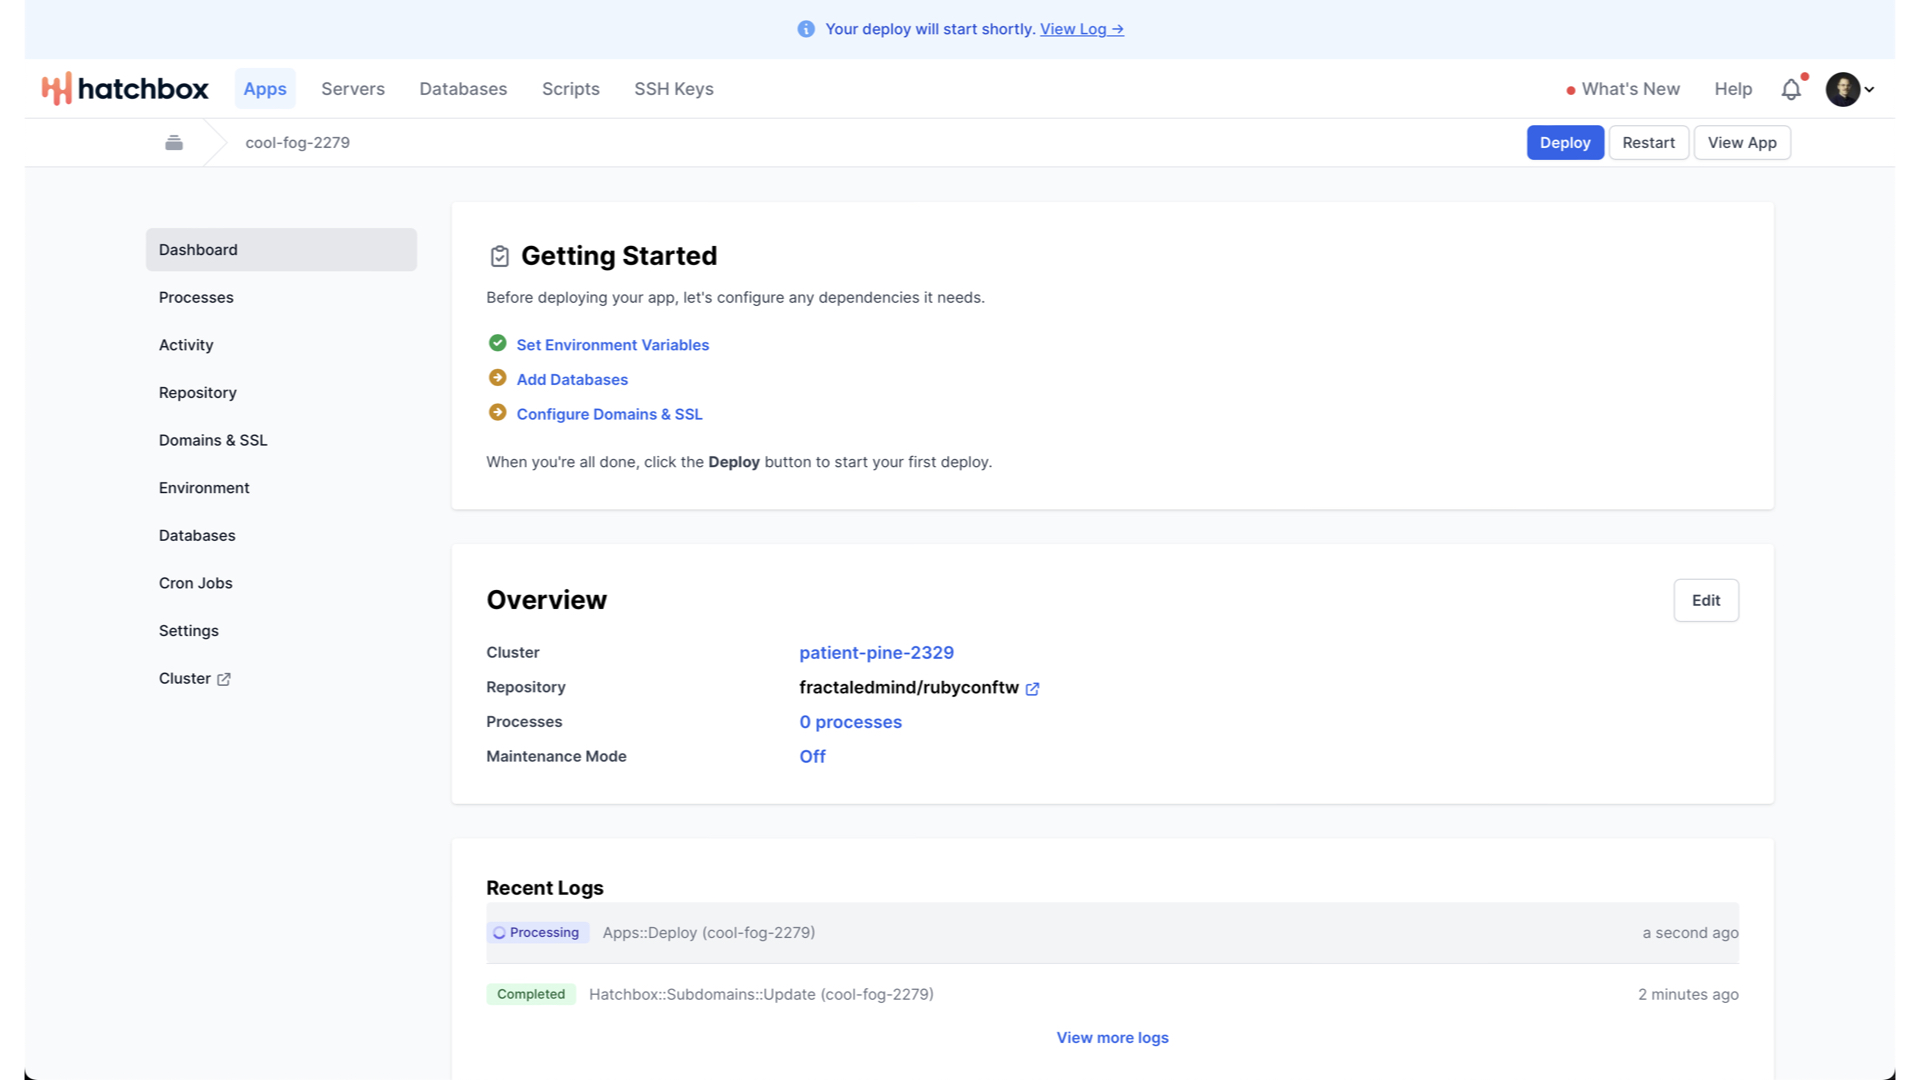 Your deploy will start shortly. View Log →
hatchbox Apps Servers Databases Scripts SSH Keys What's New Help
cool-fog-2279 Deploy Restart View App
Dashboard
Processes
Activity
Repository
Domains & SSL
Environment
Databases
Cron Jobs
Settings
Cluster
Getting Started
Before deploying your app, let's configure any dependencies it needs.
Set Environment Variables
Add Databases
Configure Domains & SSL
When you're all done, click the Deploy button to start your first deploy.
Overview Edit
Cluster patient-pine-2329
Repository fractaledmind/rubyconftw
Processes 0 processes
Maintenance Mode Off
Recent Logs
Processing Apps::Deploy (cool-fog-2279) a second ago
Completed Hatchbox::Subdomains::Update (cool-fog-2279) 2 minutes ago
View more logs